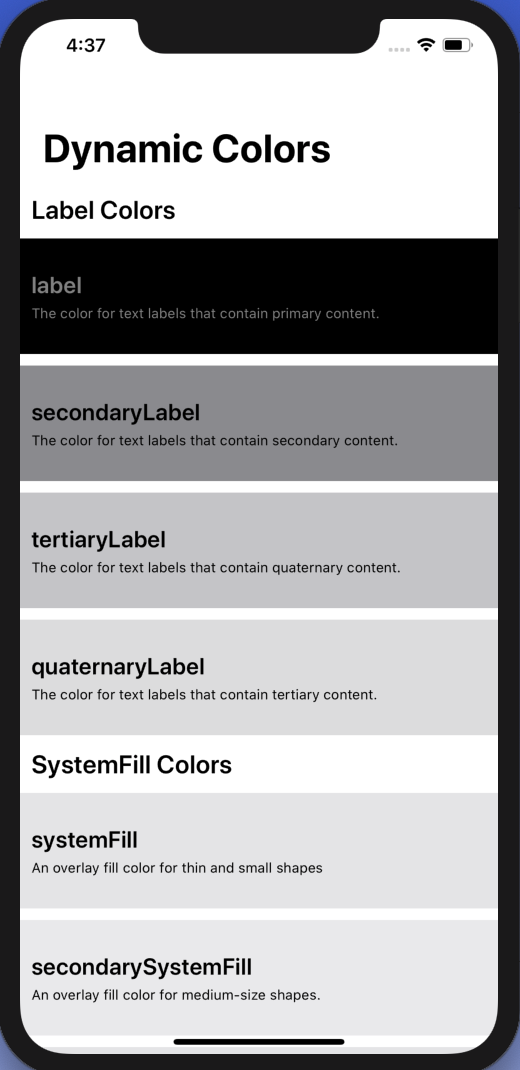 4:37
Dynamic Colors
Label Colors
label
The color for text labels that contain primary content.
secondaryLabel
The color for text labels that contain secondary content.
tertiaryLabel
The color for text labels that contain quaternary content.
quaternaryLabel
The color for text labels that contain tertiary content.
SystemFill Colors
systemFill
An overlay fill color for thin and small shapes
secondarySystemFill
An overlay fill color for medium-size shapes.